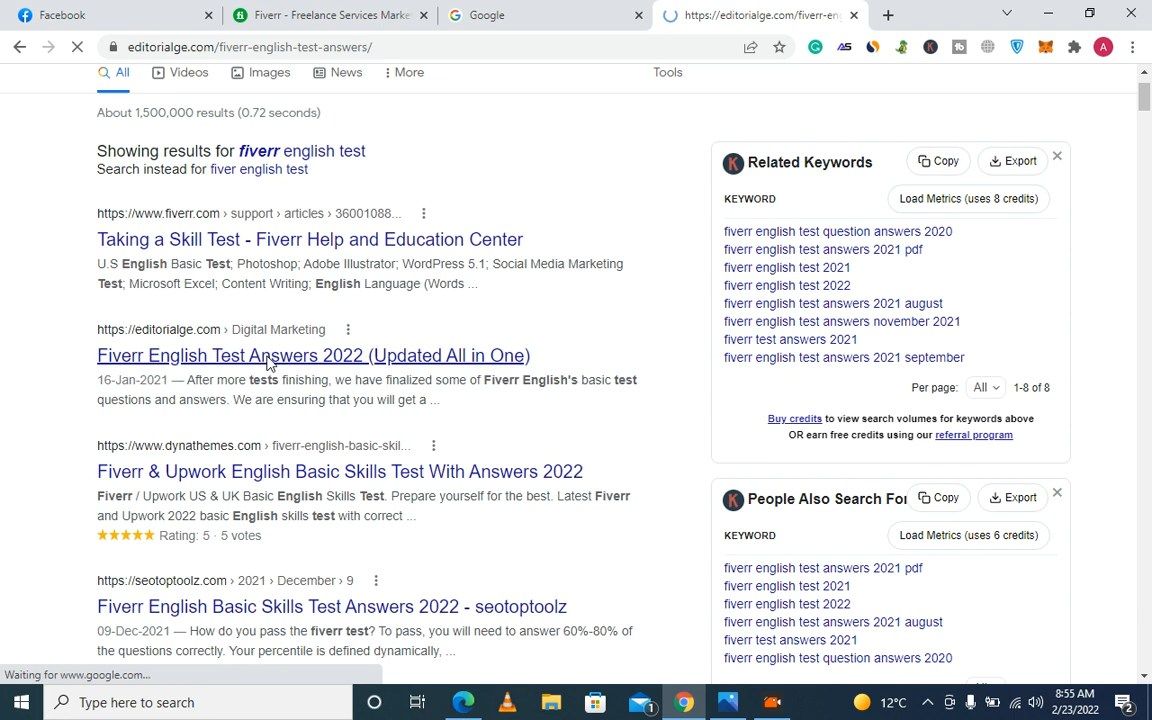 Facebook
Fiverr - Freelance Services Marke
Google
https://editorialge.com/fiverr-en
editorialge.com/fiverr-english-test-answers/
All Videos Images News More Tools
About 1,500,000 results (0.72 seconds)
Showing results for fiverr english test
Search instead for fiver english test
https://www.fiverr.com › support › articles › 36001088...
Taking a Skill Test - Fiverr Help and Education Center
U.S English Basic Test; Photoshop; Adobe Illustrator; WordPress 5.1; Social Media Marketing
Test; Microsoft Excel; Content Writing; English Language (Words ...
https://editorialge.com › Digital Marketing
Fiverr English Test Answers 2022 (Updated All in One)
16-Jan-2021 — After more tests finishing, we have finalized some of Fiverr English's basic test
questions and answers. We are ensuring that you will get a ...
https://www.dynathemes.com › fiverr-english-basic-skil...
Fiverr & Upwork English Basic Skills Test With Answers 2022
Fiverr / Upwork US & UK Basic English Skills Test. Prepare yourself for the best. Latest Fiverr
and Upwork 2022 basic English skills test with correct ...
Rating: 5 · 5 votes
https://seotoptoolz.com › 2021 › December › 9
Fiverr English Basic Skills Test Answers 2022 - seotoptoolz
09-Dec-2021 — How do you pass the fiverr test? To pass, you will need to answer 60%-80% of
the questions correctly. Your percentile is defined dynamically, ...
K Related Keywords Copy Export
KEYWORD Load Metrics (uses 8 credits)
fiverr english test question answers 2020
fiverr english test answers 2021 pdf
fiverr english test 2021
fiverr english test 2022
fiverr english test answers 2021 august
fiverr english test answers november 2021
fiverr test answers 2021
fiverr english test answers 2021 september
Per page: All 1-8 of 8
Buy credits to view search volumes for keywords above
OR earn free credits using our referral program
K People Also Search For Copy Export
KEYWORD Load Metrics (uses 6 credits)
fiverr english test answers 2021 pdf
fiverr english test 2021
fiverr english test 2022
fiverr english test answers 2021 august
fiverr test answers 2021
fiverr english test question answers 2020
Waiting for www.google.com...
Type here to search
12°C
8:55 AM
2/23/2022